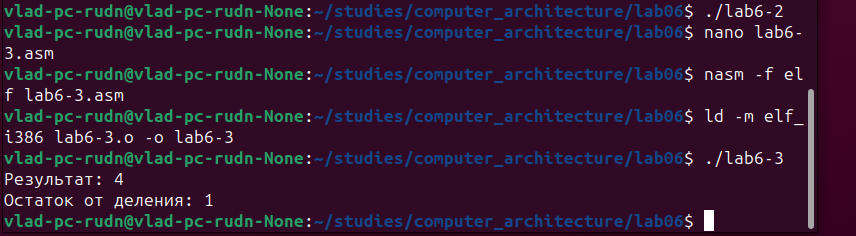 vlad-pc-rudn@vlad-pc-rudn-None:~/studies/computer_architecture/lab06$ ./lab6-2
vlad-pc-rudn@vlad-pc-rudn-None:~/studies/computer_architecture/lab06$ nano lab6-
3.asm
vlad-pc-rudn@vlad-pc-rudn-None:~/studies/computer_architecture/lab06$ nasm -f el
f lab6-3.asm
vlad-pc-rudn@vlad-pc-rudn-None:~/studies/computer_architecture/lab06$ ld -m elf_
i386 lab6-3.o -o lab6-3
vlad-pc-rudn@vlad-pc-rudn-None:~/studies/computer_architecture/lab06$ ./lab6-3
Результат: 4
Остаток от деления: 1
vlad-pc-rudn@vlad-pc-rudn-None:~/studies/computer_architecture/lab06$